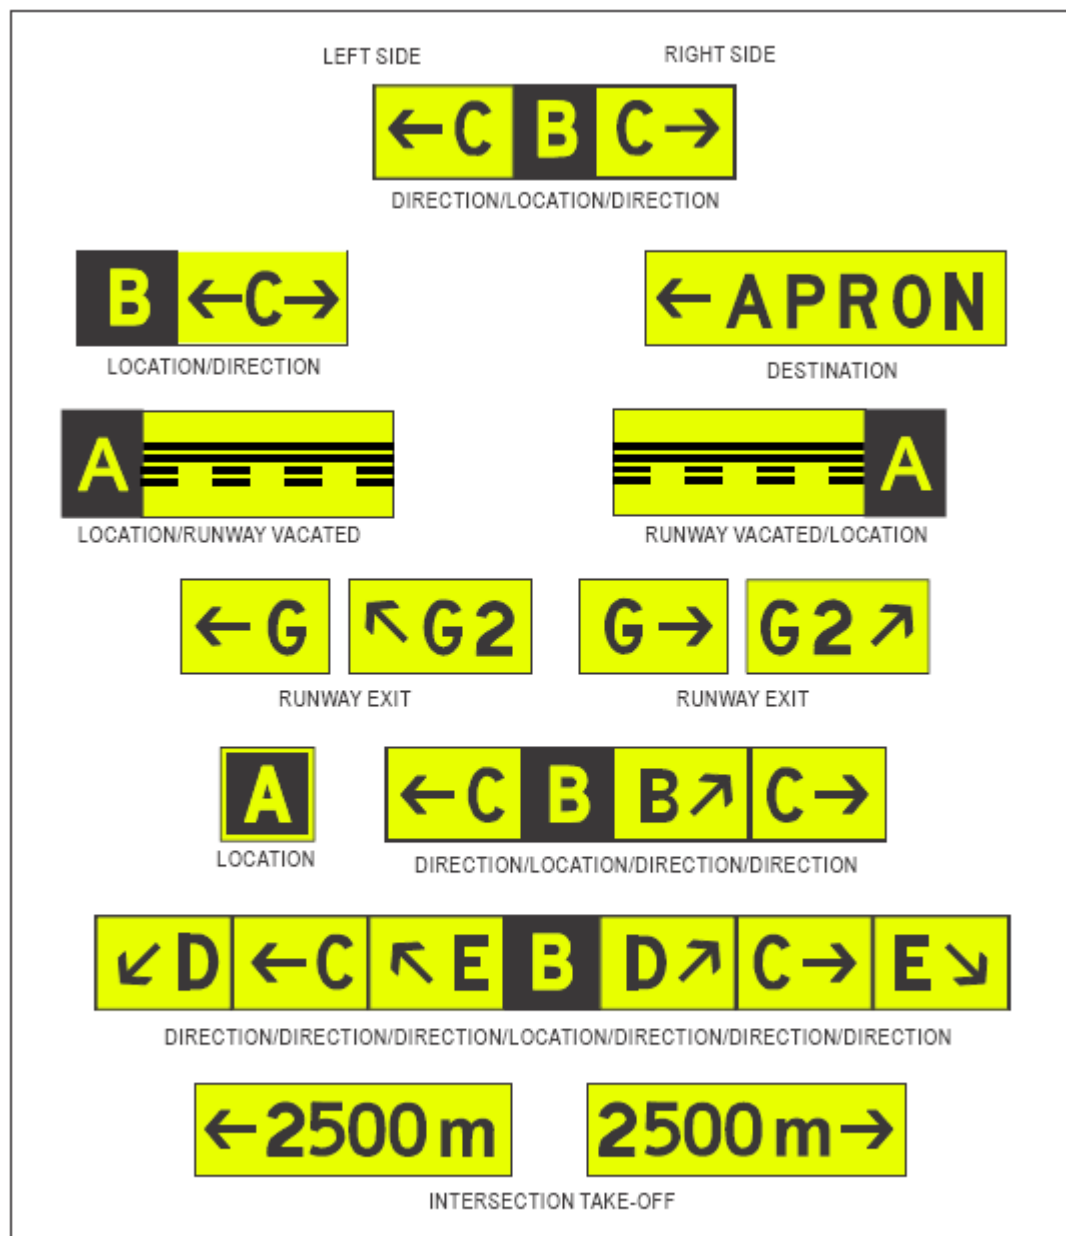 LEFT SIDE RIGHT SIDE
←C B C→
DIRECTION/LOCATION/DIRECTION
B ←C→ ←APRON
LOCATION/DIRECTION DESTINATION
A A
LOCATION/RUNWAY VACATED RUNWAY VACATED/LOCATION
←G ↖G2 G→ G2↗
RUNWAY EXIT RUNWAY EXIT
A ←C B B↗ C→
LOCATION DIRECTION/LOCATION/DIRECTION/DIRECTION
↙D ←C ↖E B D↗ C→ E↘
DIRECTION/DIRECTION/DIRECTION/LOCATION/DIRECTION/DIRECTION/DIRECTION
←2500m 2500m→
INTERSECTION TAKE-OFF